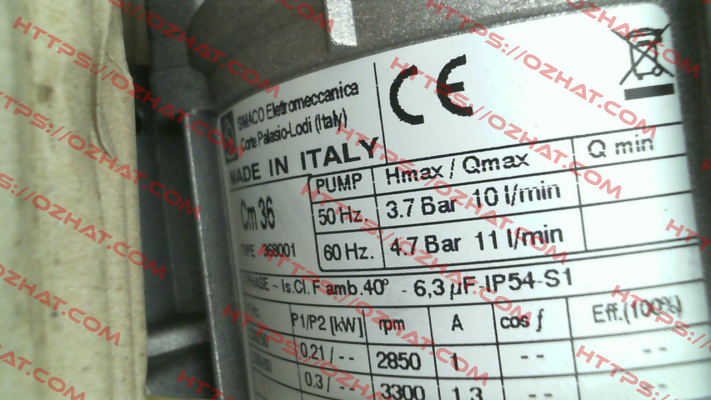 SIMACO Elettromeccanica
Corte Palasio-Lodi (Italy)
CE
MADE IN ITALY
Cm 36
TYPE 368001
PUMP Hmax / Qmax Q min
50 Hz. 3.7 Bar 10 l/min
60 Hz. 4.7 Bar 11 l/min
PHASE ~ Is.Cl. F amb.40° - 6,3 µF-IP54-S1
P1/P2 [kW] rpm A cos ʃ Eff.(100%)
0.21 / -- 2850 1 -- --
0.3 / -- 3300 1.3 -- --
HTTPS://OZHAT.COM